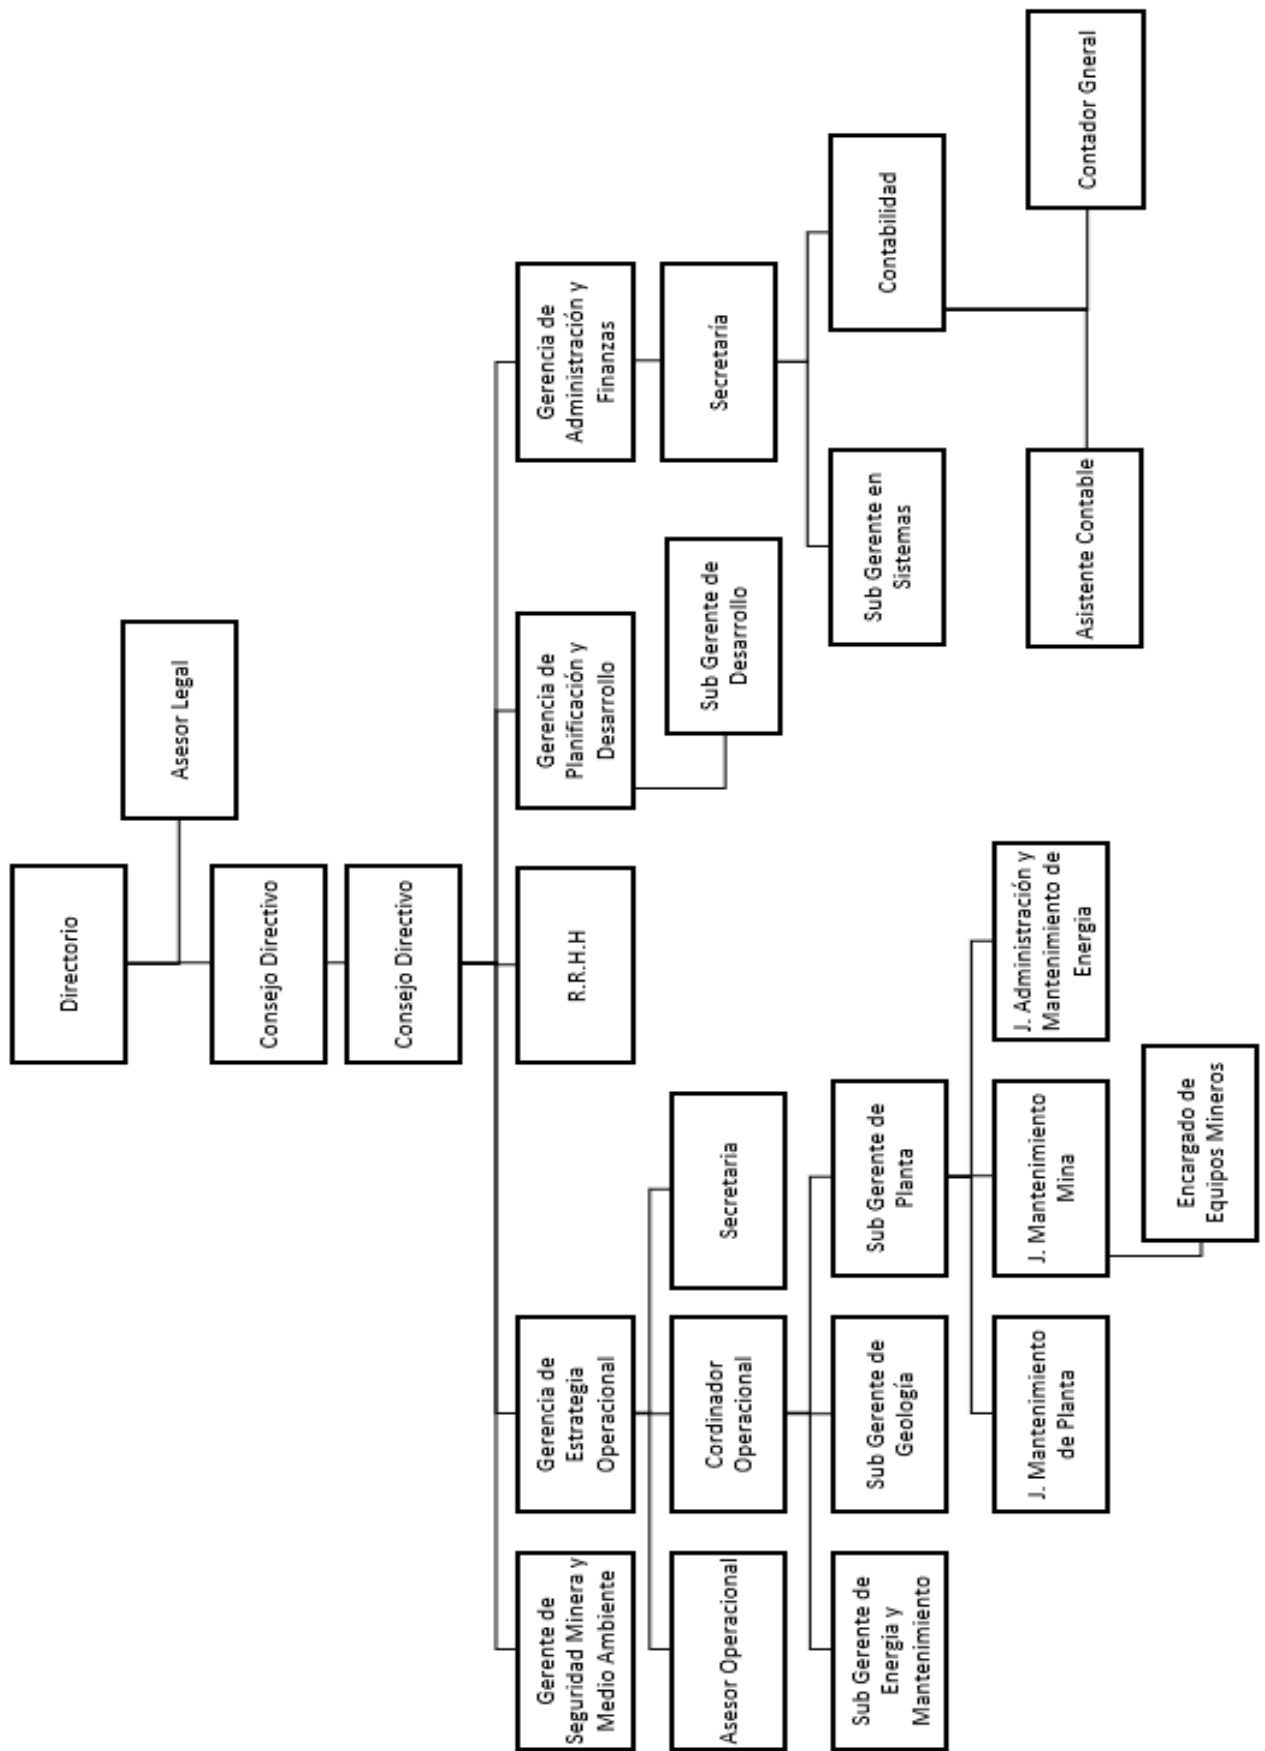 Directorio
Asesor Legal
Consejo Directivo
Consejo Directivo
Gerente de
Seguridad Minera y
Medio Ambiente
Gerencia de
Estrategia
Operacional
R.R.H.H
Gerencia de
Planificación y
Desarrollo
Gerencia de
Administración y
Finanzas
Asesor Operacional
Cordinador
Operacional
Secretaria
Sub Gerente de
Desarrollo
Secretaría
Sub Gerente de
Energia y
Mantenimiento
Sub Gerente de
Geología
Sub Gerente de
Planta
Sub Gerente en
Sistemas
Contabilidad
J. Mantenimiento
de Planta
J. Mantenimiento
Mina
J. Administración y
Mantenimiento de
Energia
Asistente Contable
Contador Gneral
Encargado de
Equipos Mineros